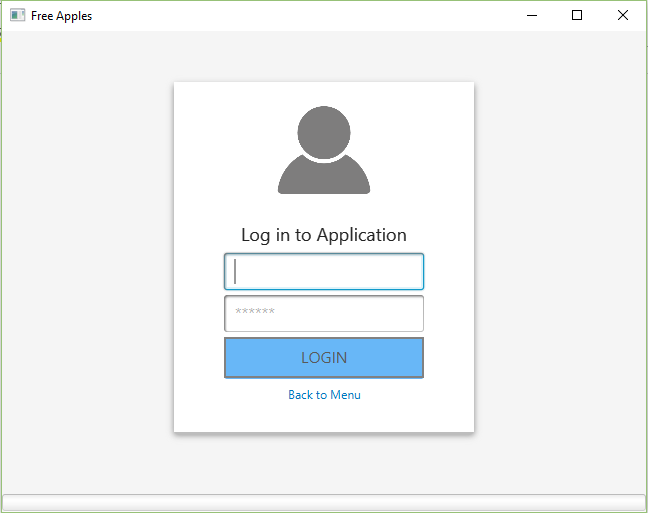 Free Apples
Log in to Application
******
LOGIN
Back to Menu